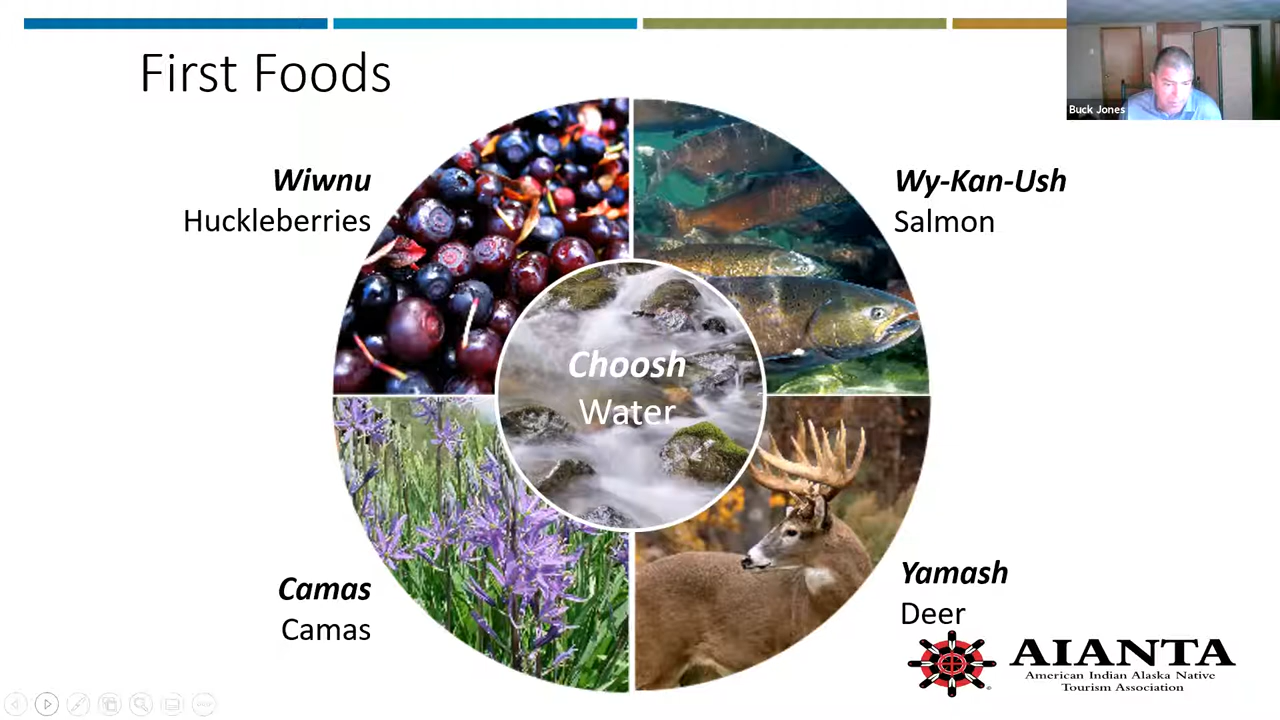 First Foods
Buck Jones
Wiwnu
Huckleberries
Wy-Kan-Ush
Salmon
Choosh
Water
Camas
Camas
Yamash
Deer
AIANTA
American Indian Alaska Native
Tourism Association